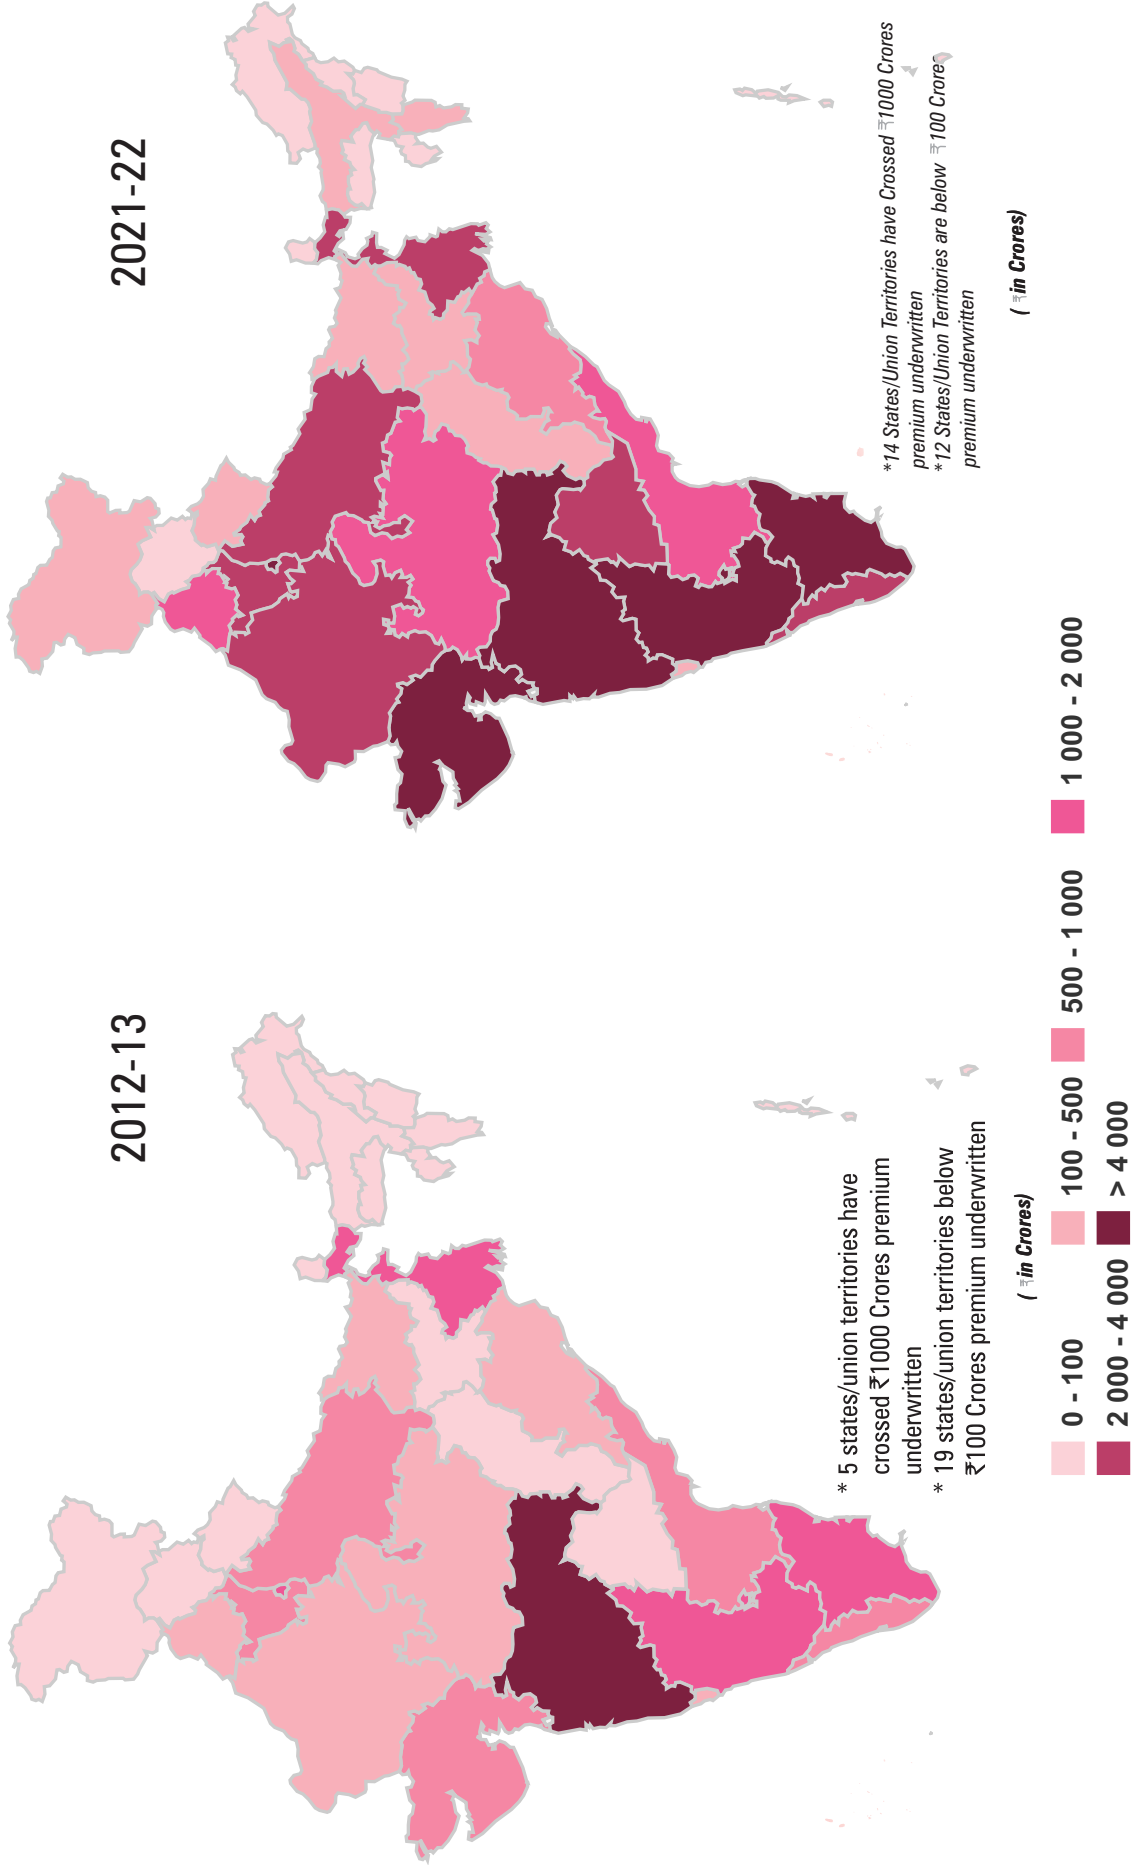 2012-13
* 5 states/union territories have
crossed ₹1000 Crores premium
underwritten
* 19 states/union territories below
₹100 Crores premium underwritten
( ₹in Crores)
2021-22
*14 States/Union Territories have Crossed ₹1000 Crores
premium underwritten
*12 States/Union Territories are below ₹100 Crores
premium underwritten
( ₹in Crores)
0 - 100
100 - 500
500 - 1 000
1 000 - 2 000
2 000 - 4 000
> 4 000